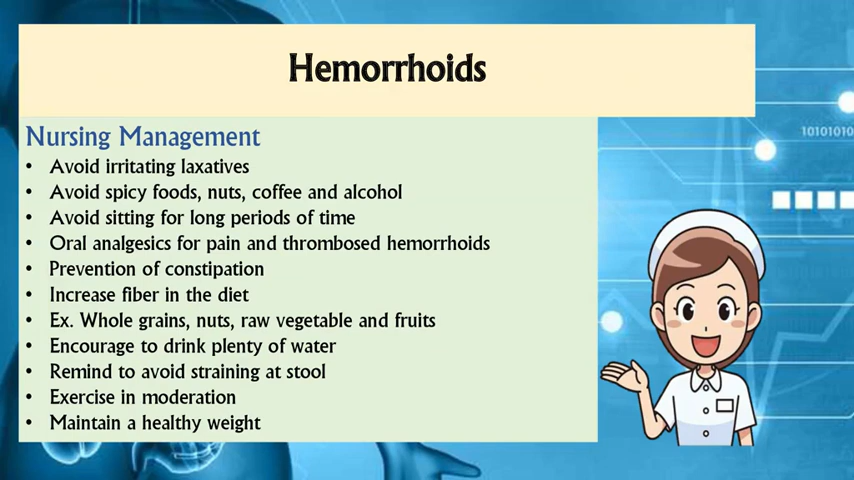 Hemorrhoids
Nursing Management
• Avoid irritating laxatives
• Avoid spicy foods, nuts, coffee and alcohol
• Avoid sitting for long periods of time
• Oral analgesics for pain and thrombosed hemorrhoids
• Prevention of constipation
• Increase fiber in the diet
• Ex. Whole grains, nuts, raw vegetable and fruits
• Encourage to drink plenty of water
• Remind to avoid straining at stool
• Exercise in moderation
• Maintain a healthy weight
10101010